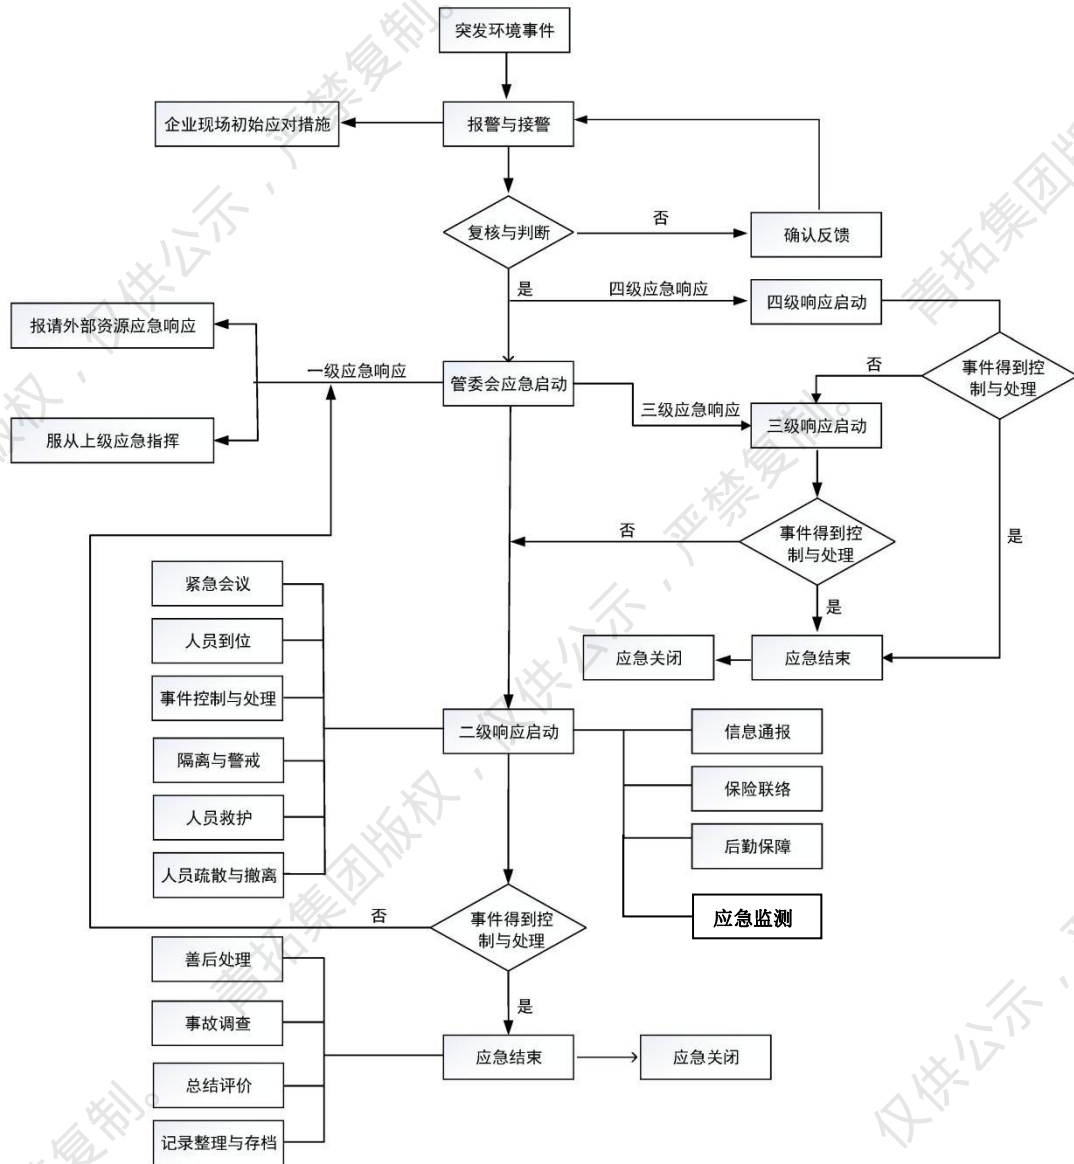 突发环境事件
企业现场初始应对措施
报警与接警
复核与判断
否
确认反馈
是
四级应急响应
四级响应启动
报请外部资源应急响应
一级应急响应
管委会应急启动
否
事件得到控
制与处理
三级应急响应
三级响应启动
服从上级应急指挥
否
事件得到控
制与处理
是
紧急会议
是
人员到位
应急关闭
应急结束
事件控制与处理
二级响应启动
信息通报
隔离与警戒
保险联络
人员救护
后勤保障
人员疏散与撤离
否
事件得到控
制与处理
应急监测
善后处理
是
事故调查
应急结束
应急关闭
总结评价
记录整理与存档
青拓集团版权，仅供公示，严禁复制。